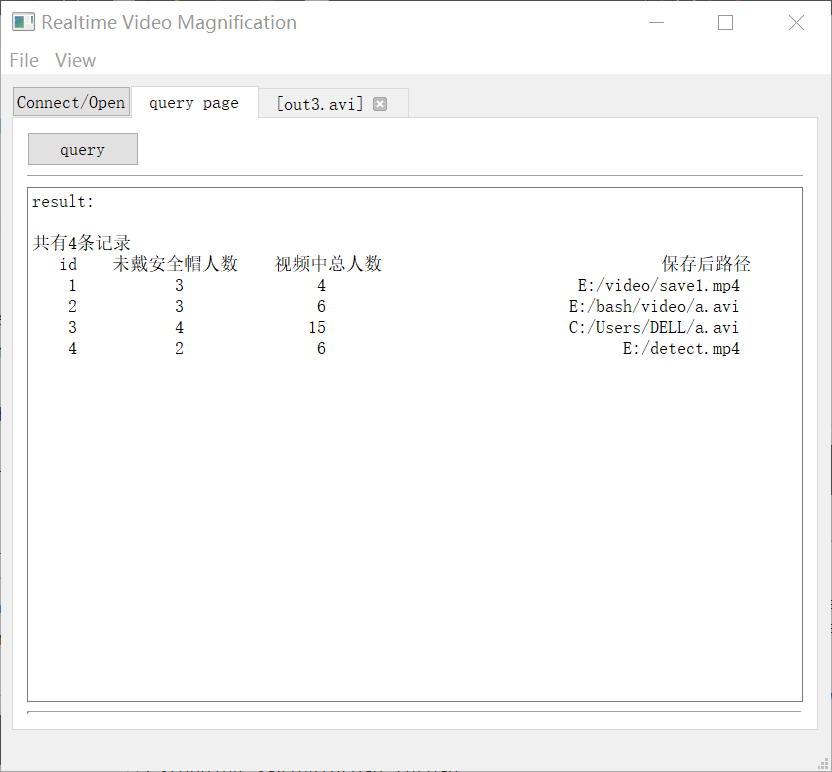 Realtime Video Magnification
File View
Connect/Open query page [out3.avi]
query
result:
共有4条记录
id 未戴安全帽人数 视频中总人数 保存后路径
1 3 4 E:/video/save1.mp4
2 3 6 E:/bash/video/a.avi
3 4 15 C:/Users/DELL/a.avi
4 2 6 E:/detect.mp4